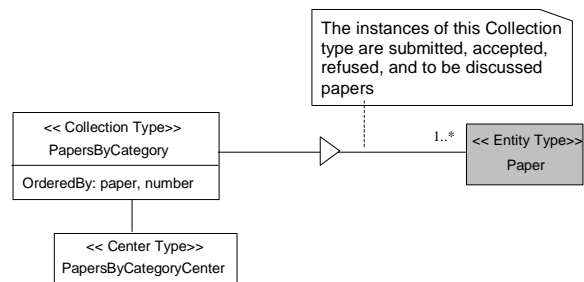 The instances of this Collection
type are submitted, accepted,
refused, and to be discussed
papers
<< Collection Type>>
PapersByCategory
OrderedBy: paper, number
1..*
<< Entity Type>>
Paper
<< Center Type>>
PapersByCategoryCenter